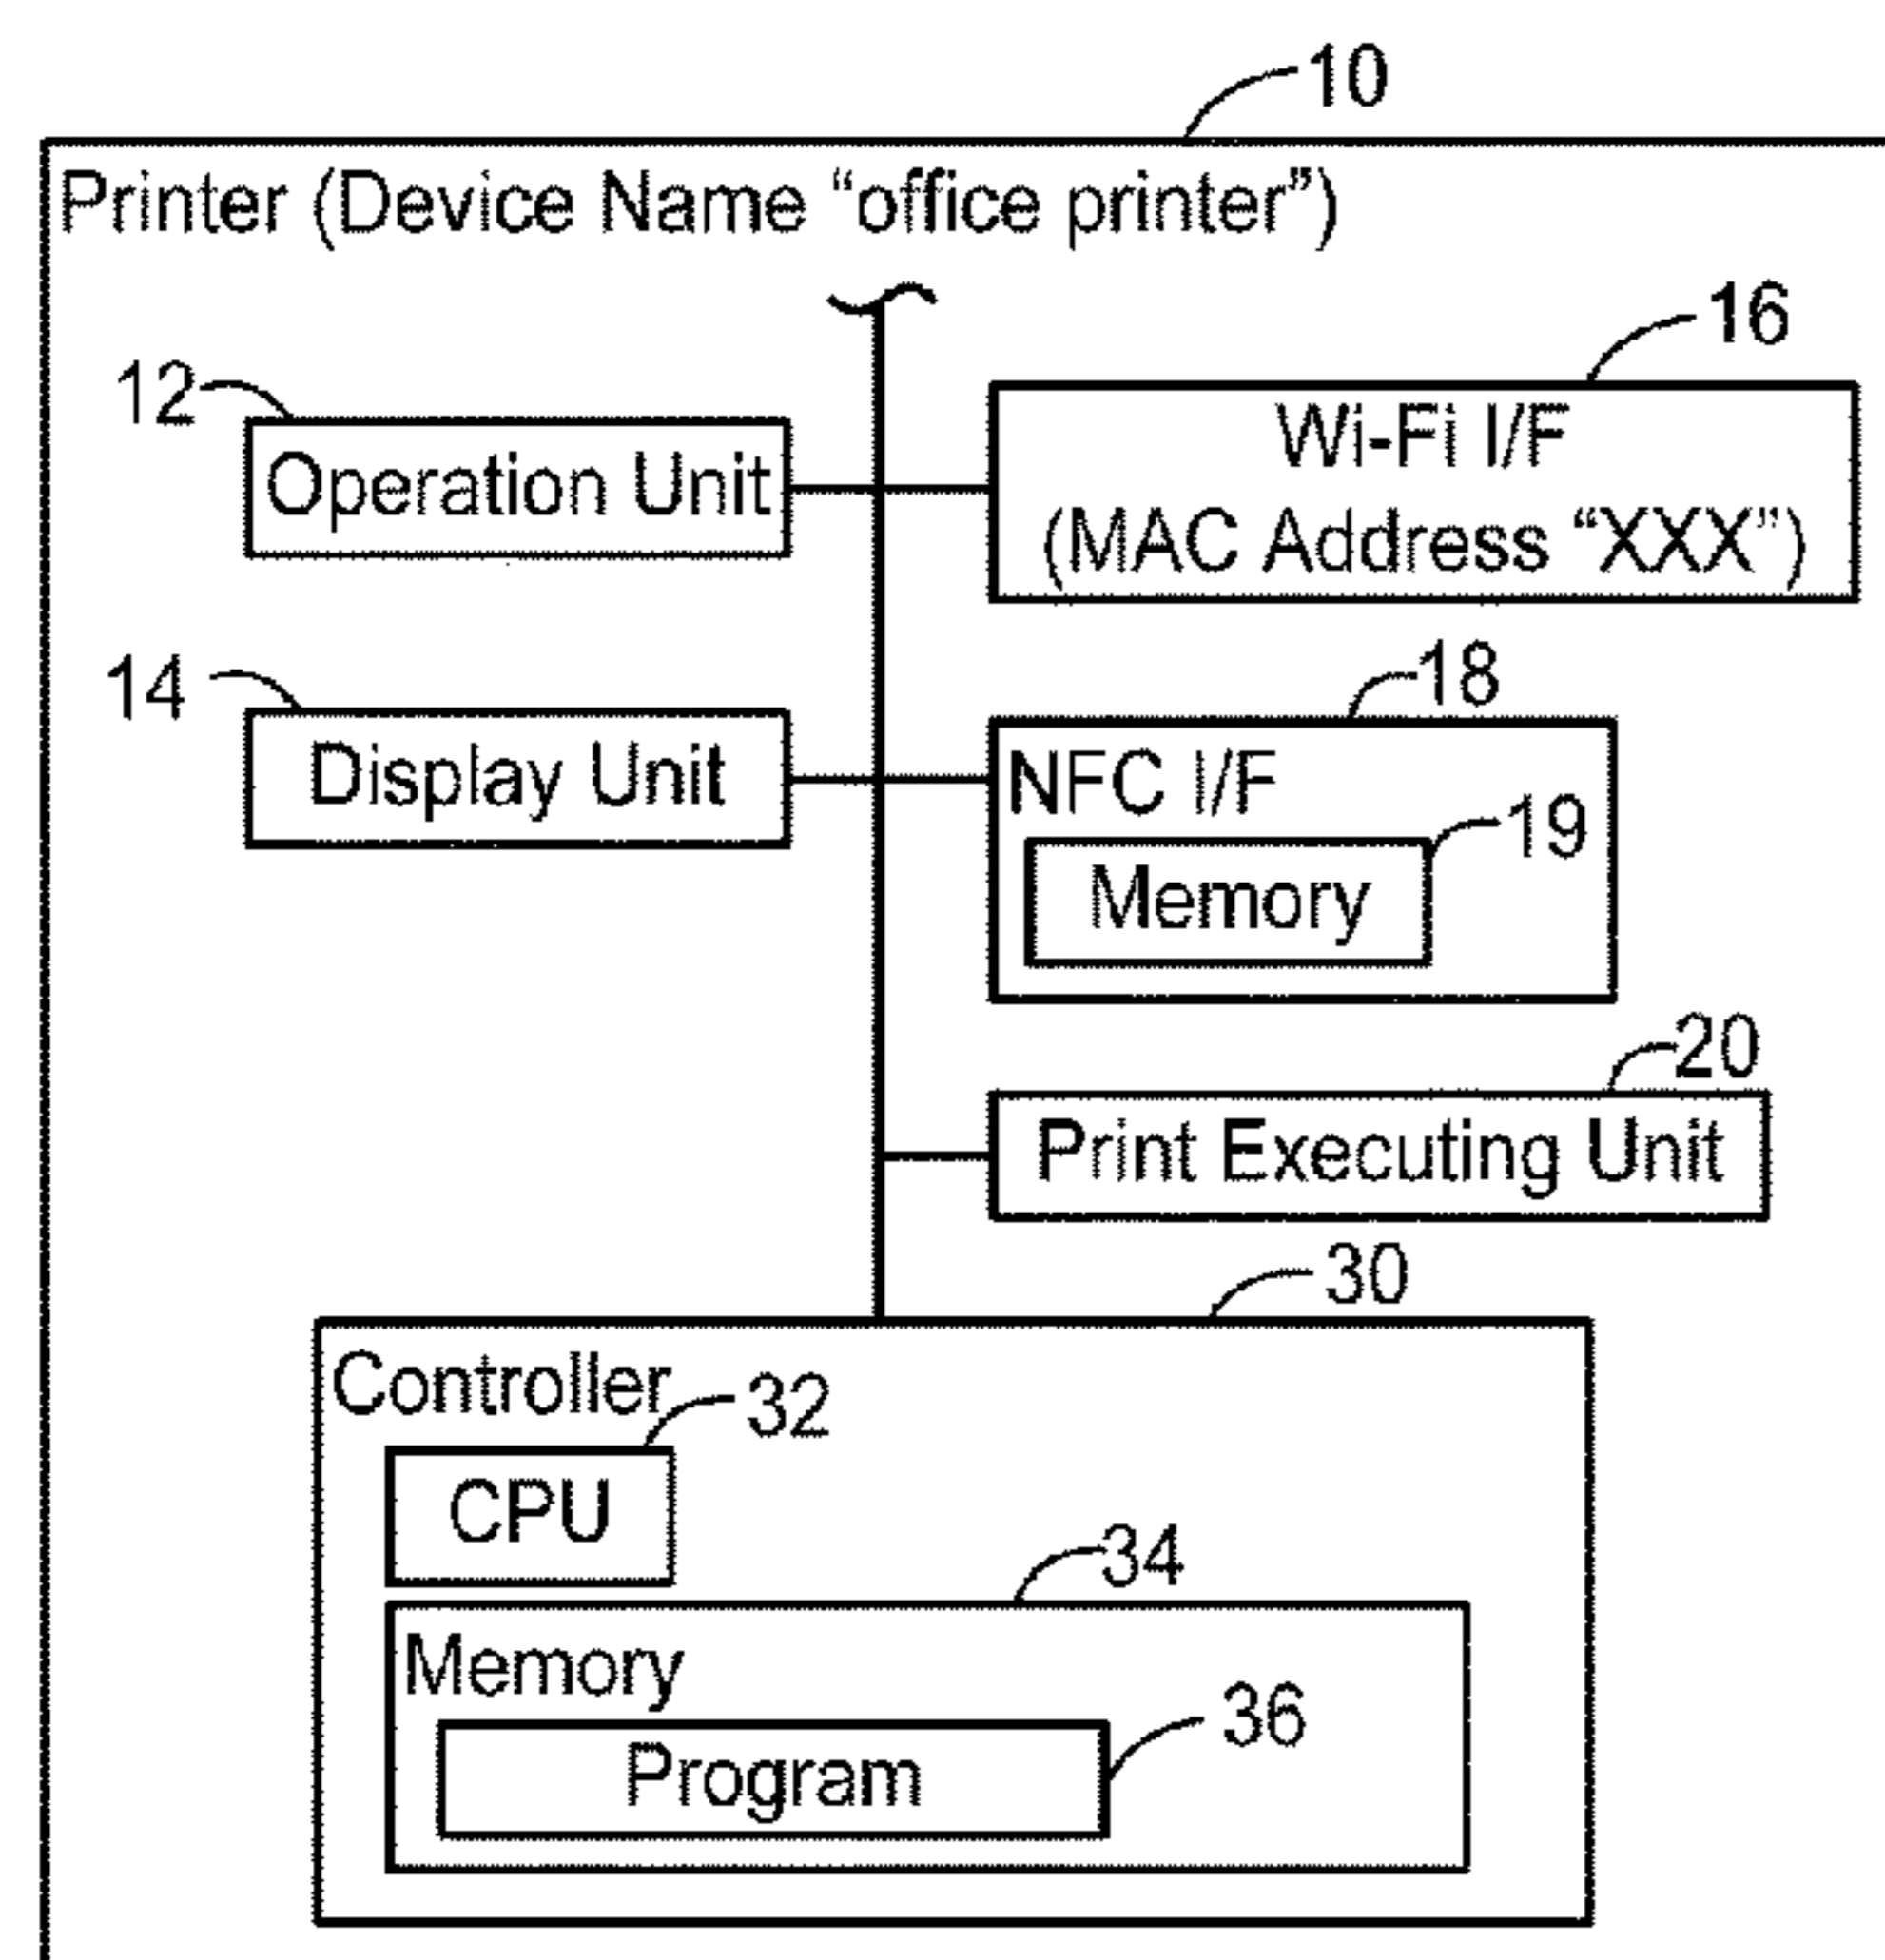 10
Printer (Device Name “office printer”)
16
12
Wi-Fi I/F
Operation Unit
(MAC Address “XXX”)
18
14
NFC I/F
Display Unit
19
Memory
20
Print Executing Unit
30
Controller
32
CPU
34
Memory
36
Program